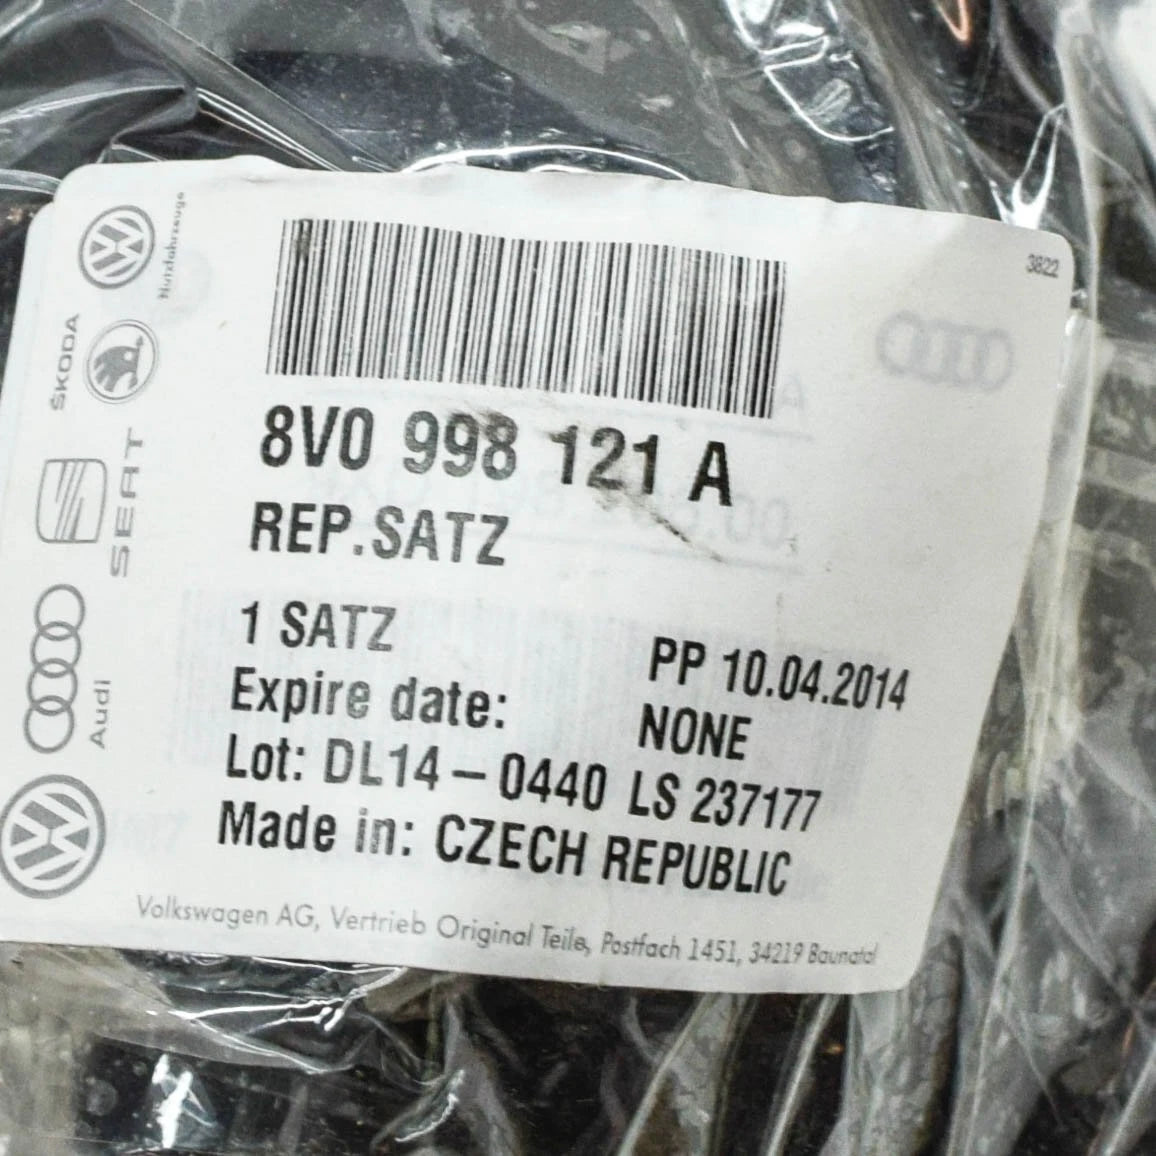 3822
Nutzfahrzeuge
ŠKODA
SEAT
Audi
8V0 998 121 A
REP.SATZ
1 SATZ
PP 10.04.2014
Expire date: NONE
Lot: DL14-0440 LS 237177
Made in: CZECH REPUBLIC
Volkswagen AG, Vertrieb Original Teile, Postfach 1451, 34219 Baunatal